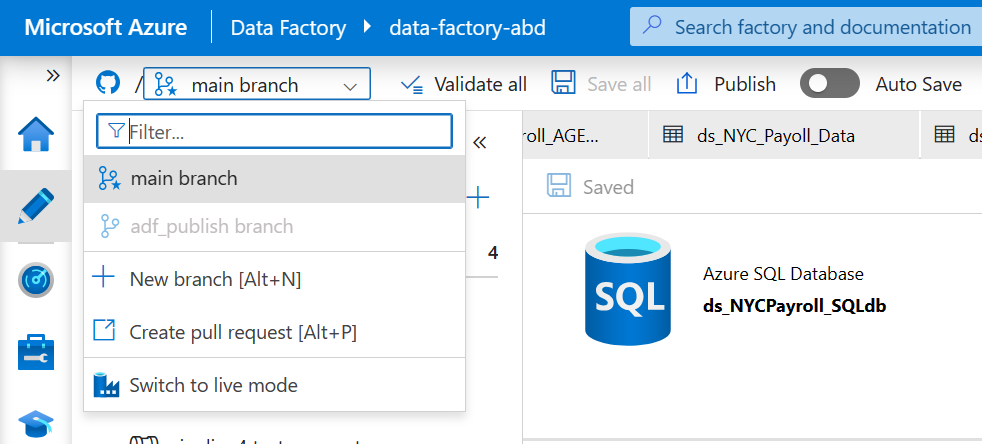 Microsoft Azure
Data Factory
data-factory-abd
Search factory and documentation
/
main branch
Validate all
Save all
Publish
Auto Save
Filter...
main branch
adf_publish branch
New branch [Alt+N]
Create pull request [Alt+P]
Switch to live mode
4
roll_AGE...
ds_NYC_Payoll_Data
Saved
SQL
Azure SQL Database
ds_NYCPayroll_SQLdb